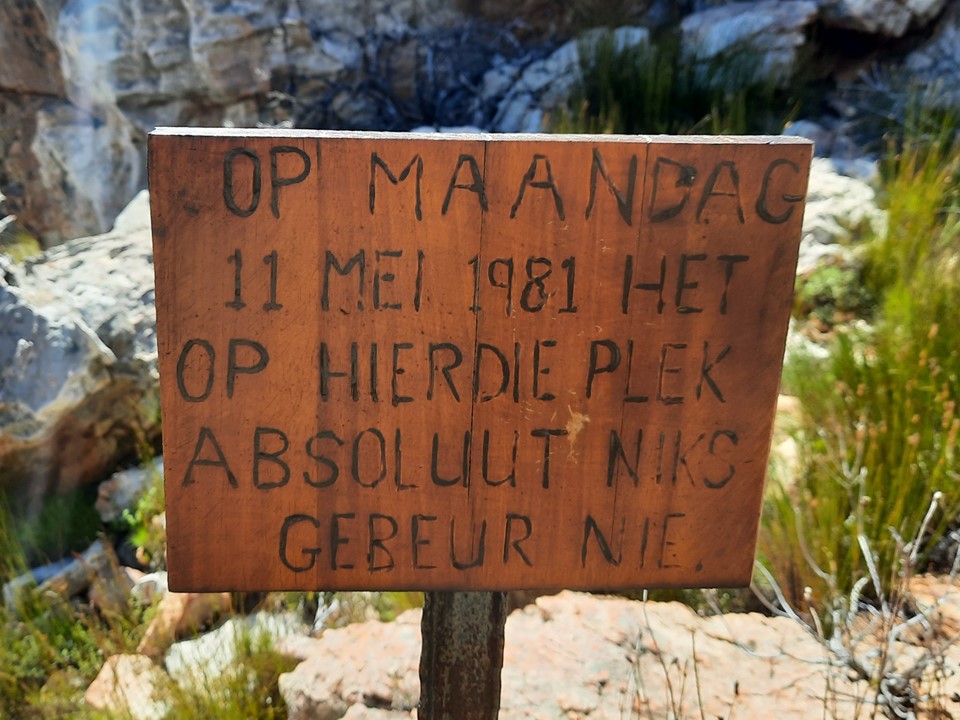 OP MAANDAG
11 MEI 1981 HET
OP HIERDIE PLEK
ABSOLUUT NIKS
GEBEUR NIE.